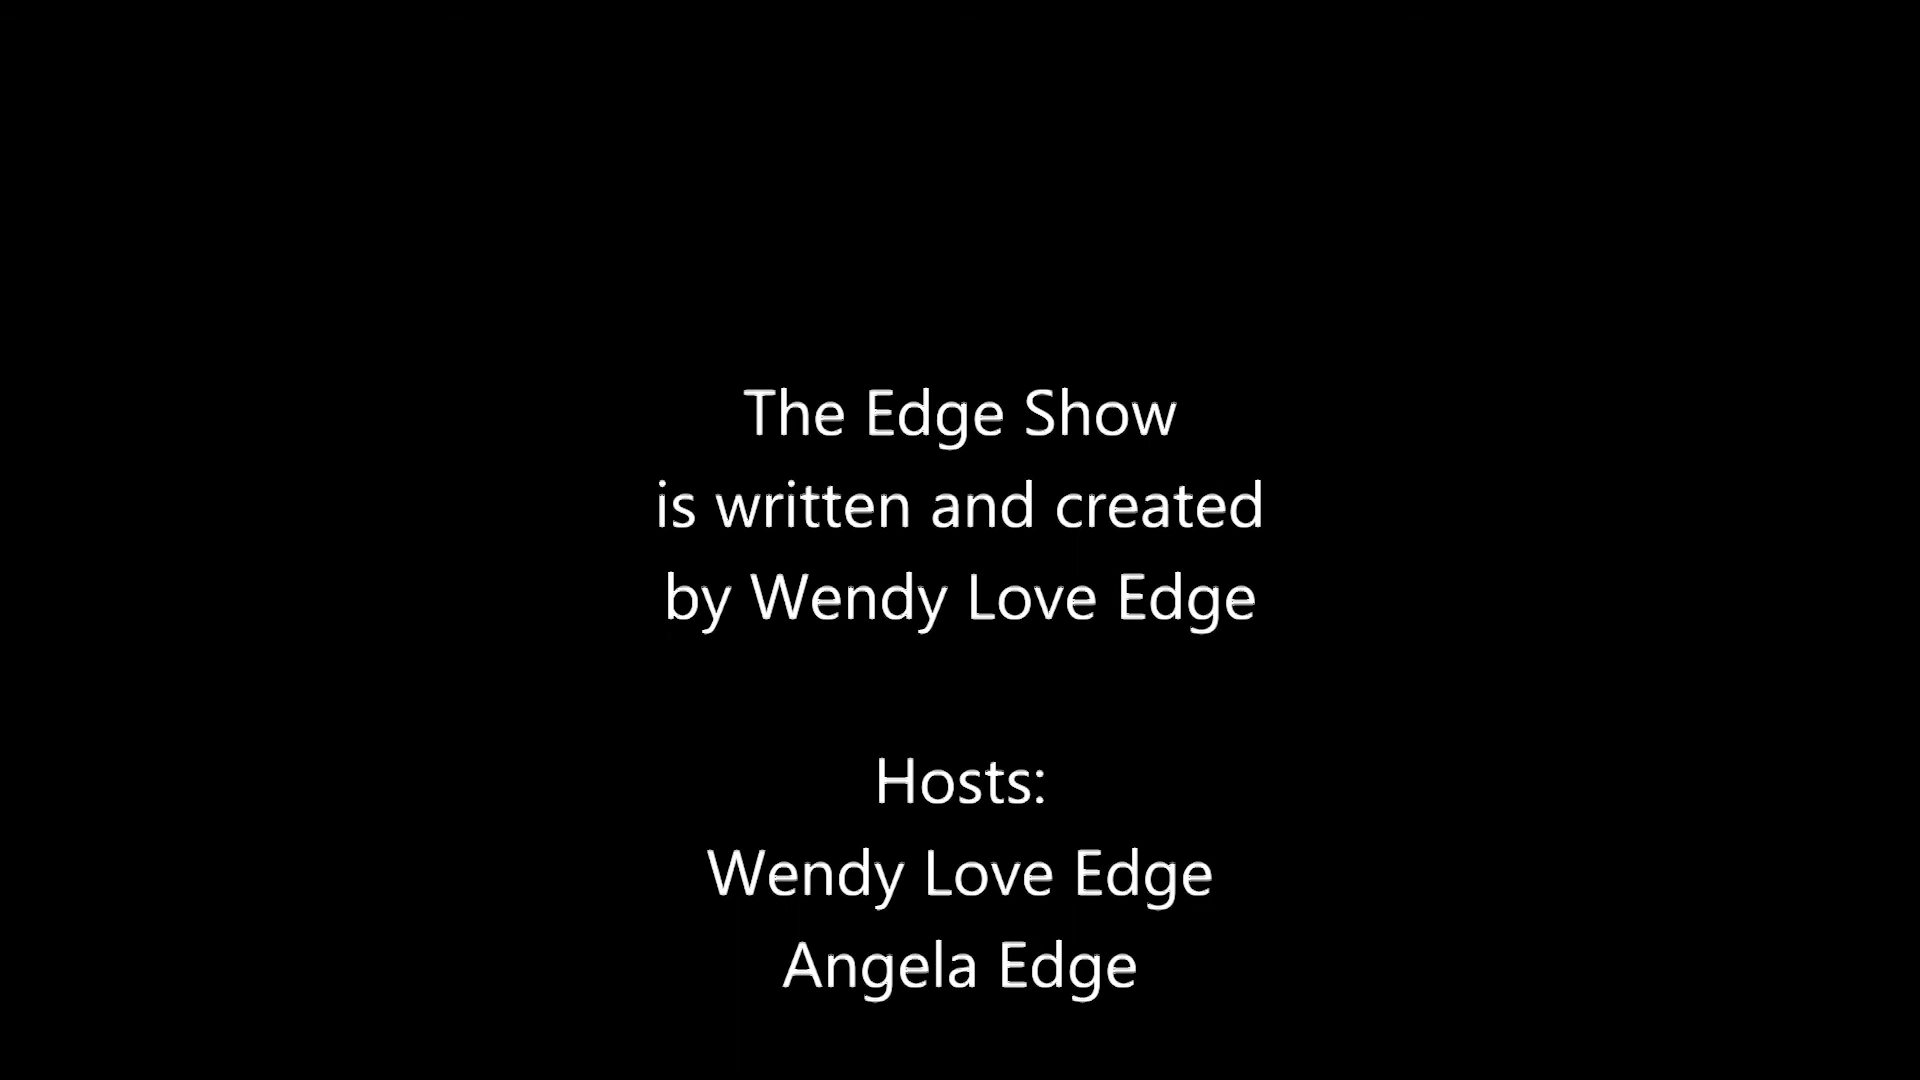 The Edge Show
is written and created
by Wendy Love Edge
Hosts:
Wendy Love Edge
Angela Edge